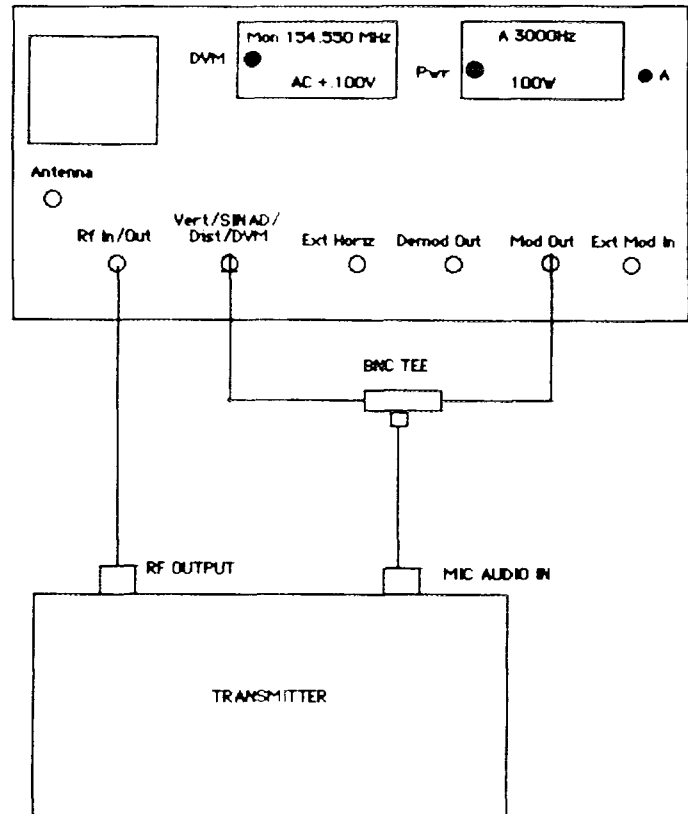 Mon 154.550 MHz
DVM
AC +.100V
A 3000Hz
Pwr
100W
A
Antenna
Rf In/Out
Vert/SINAD/
Dist/DVM
Ext Horiz
Demod Out
Mod Out
Ext Mod In
BNC TEE
RF OUTPUT
MIC AUDIO IN
TRANSMITTER